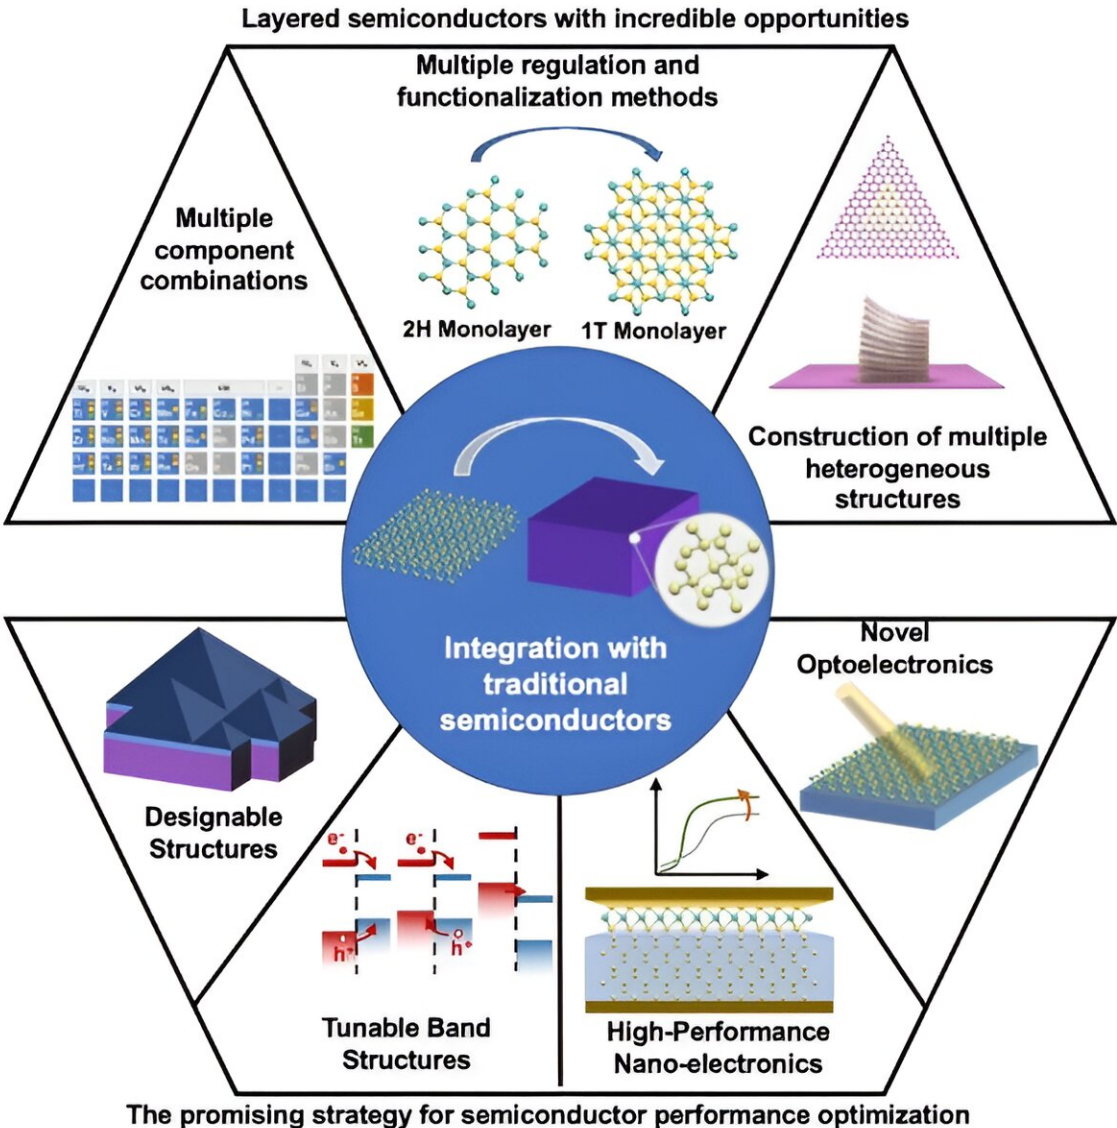 Layered semiconductors with incredible opportunities
Multiple regulation and
functionalization methods
Multiple
component
combinations
2H Monolayer
1T Monolayer
Construction of multiple
heterogeneous
structures
Integration with
traditional
semiconductors
Designable
Structures
Novel
Optoelectronics
e-
e-
h+
h+
Tunable Band
Structures
High-Performance
Nano-electronics
The promising strategy for semiconductor performance optimization